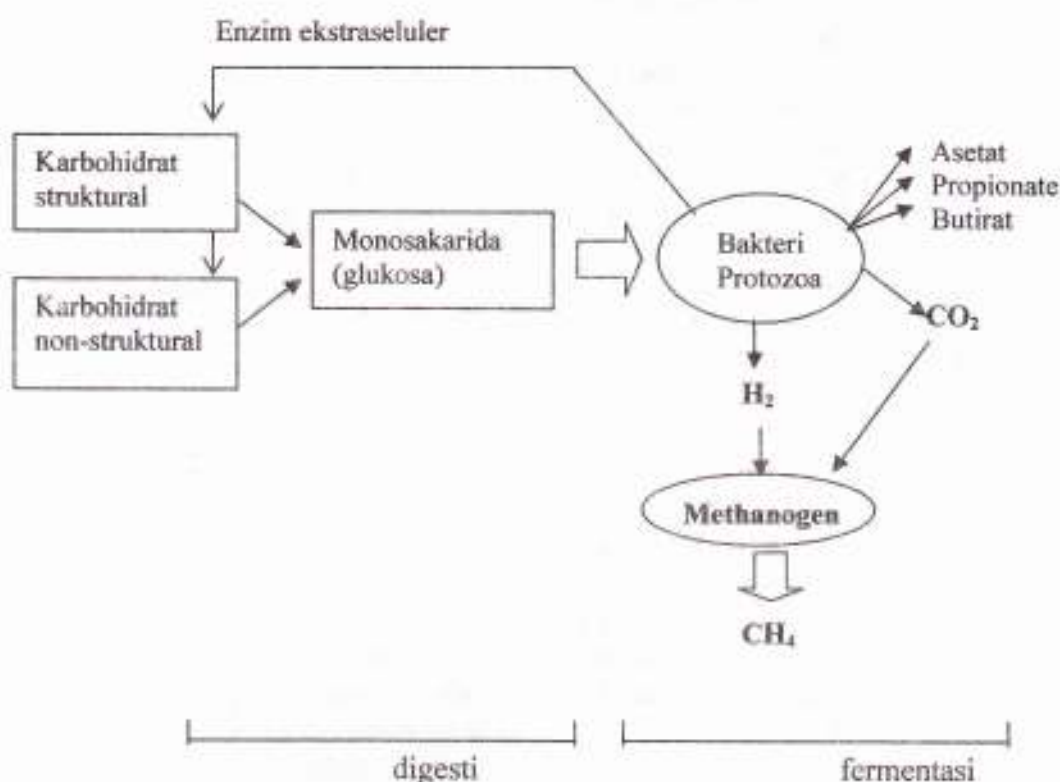 Enzim ekstraseluler
Karbohidrat
struktural
Karbohidrat
non-struktural
Monosakarida
(glukosa)
Bakteri
Protozoa
Asetat
Propionate
Butirat
CO₂
H₂
Methanogen
CH₄
digesti
fermentasi